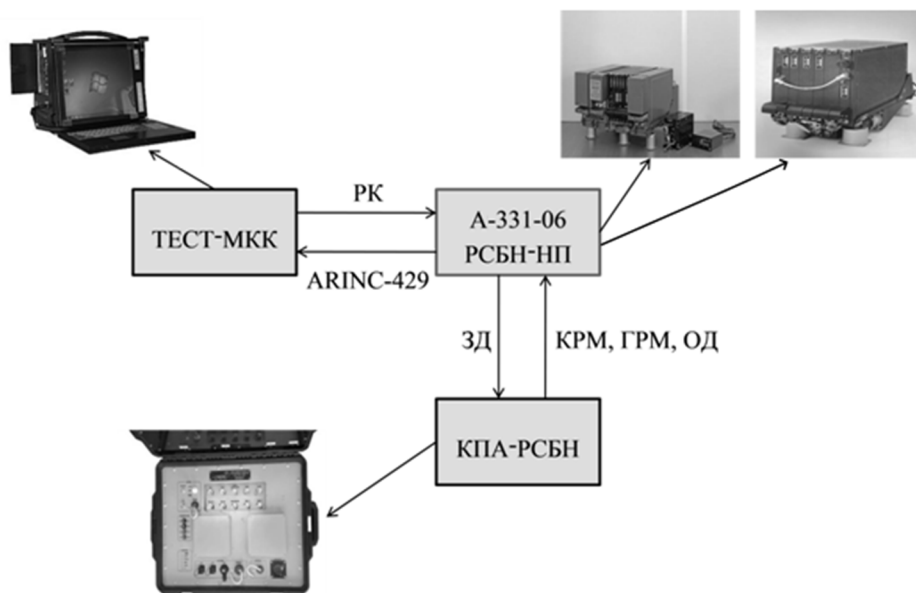 РК
ТЕСТ-МКК
А-331-06
РСБН-НП
ARINC-429
ЗД
КРМ, ГРМ, ОД
КПА-РСБН